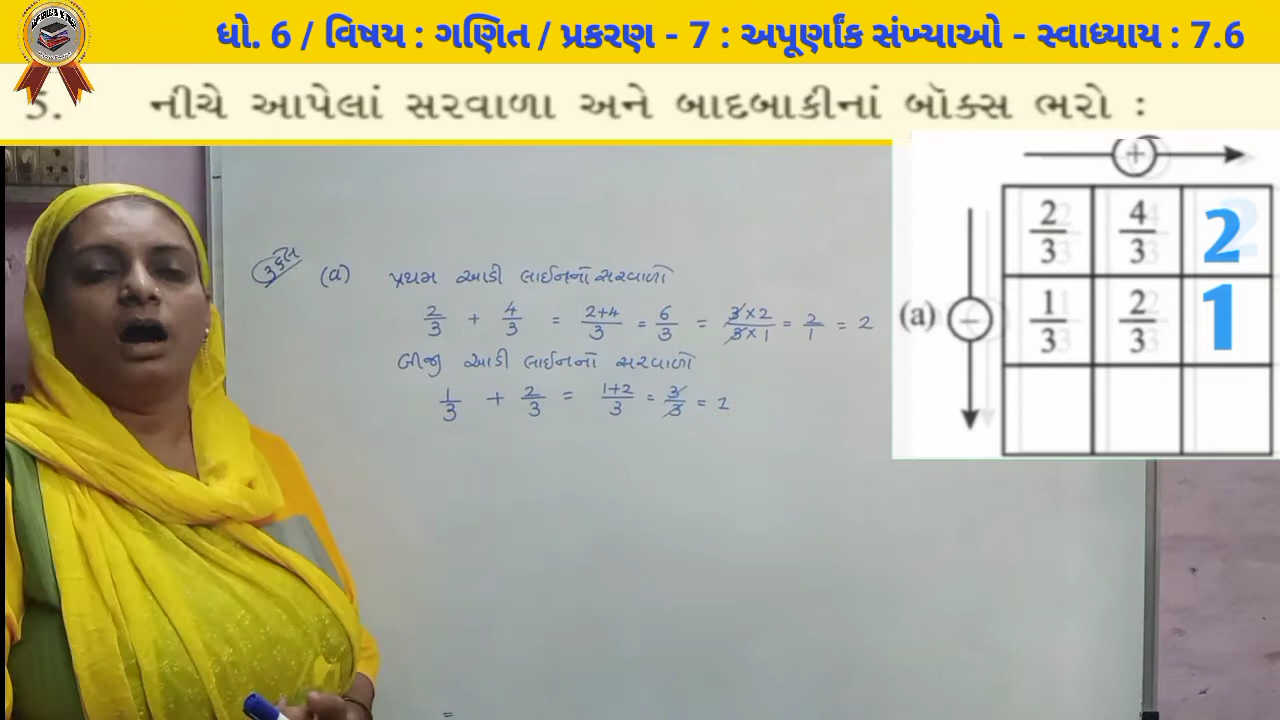 ધો. 6 / વિષય : ગણિત / પ્રકરણ - 7 : અપૂર્ણાંક સંખ્યાઓ - સ્વાધ્યાય : 7.6
5. નીચે આપેલાં સરવાળા અને બાદબાકીનાં બૉક્સ ભરો :
ઉકેલ (a) પ્રથમ આડી લાઈનનો સરવાળો
2/3 + 4/3 = 2+4/3 = 6/3 = 3×2/3×1 = 2/1 = 2
બીજી આડી લાઈનનો સરવાળો
1/3 + 2/3 = 1+2/3 = 3/3 = 1
=
+
2/3 4/3 2
(a) − 1/3 2/3 1